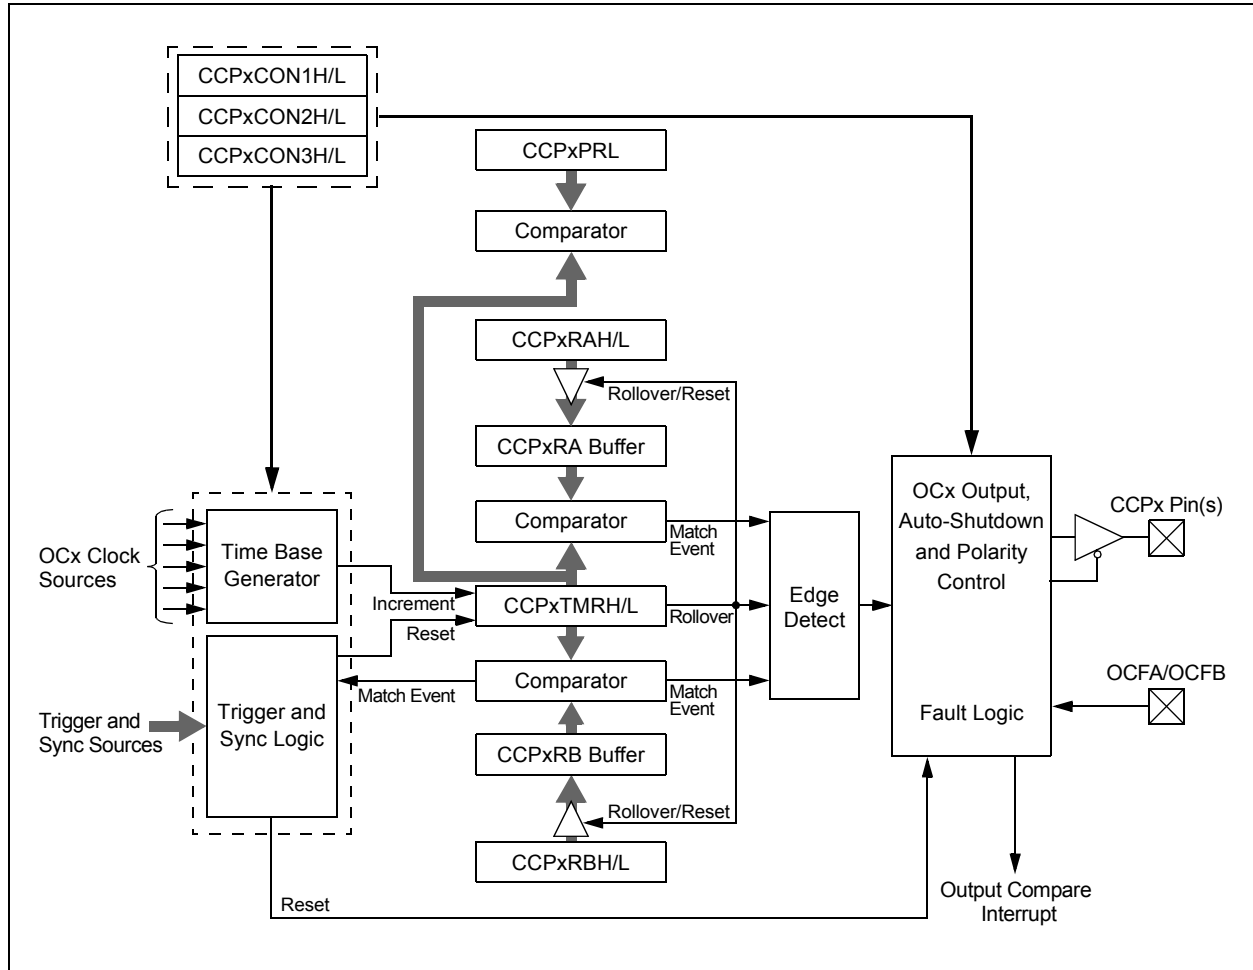 CCPxCON1H/L
CCPxCON2H/L
CCPxCON3H/L
CCPxPRL
Comparator
CCPxRAH/L
Rollover/Reset
CCPxRA Buffer
Comparator
Match
Event
OCx Clock
Sources
Time Base
Generator
Increment
Reset
CCPxTMRH/L
Rollover
Edge
Detect
OCx Output,
Auto-Shutdown
and Polarity
Control
Fault Logic
CCPx Pin(s)
OCFA/OCFB
Trigger and
Sync Sources
Trigger and
Sync Logic
Match Event
Comparator
Match
Event
CCPxRB Buffer
Rollover/Reset
CCPxRBH/L
Reset
Output Compare
Interrupt